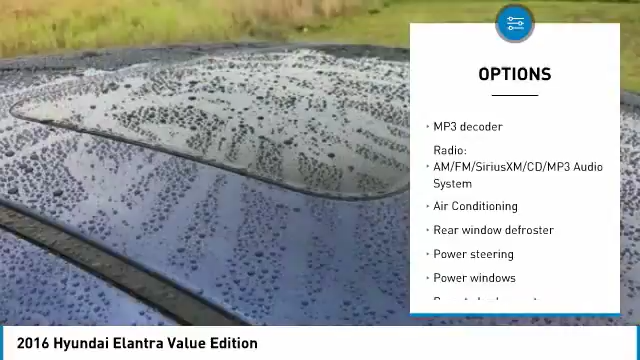 OPTIONS
MP3 decoder
Radio:
AM/FM/SiriusXM/CD/MP3 Audio
System
Air Conditioning
Rear window defroster
Power steering
Power windows
2016 Hyundai Elantra Value Edition